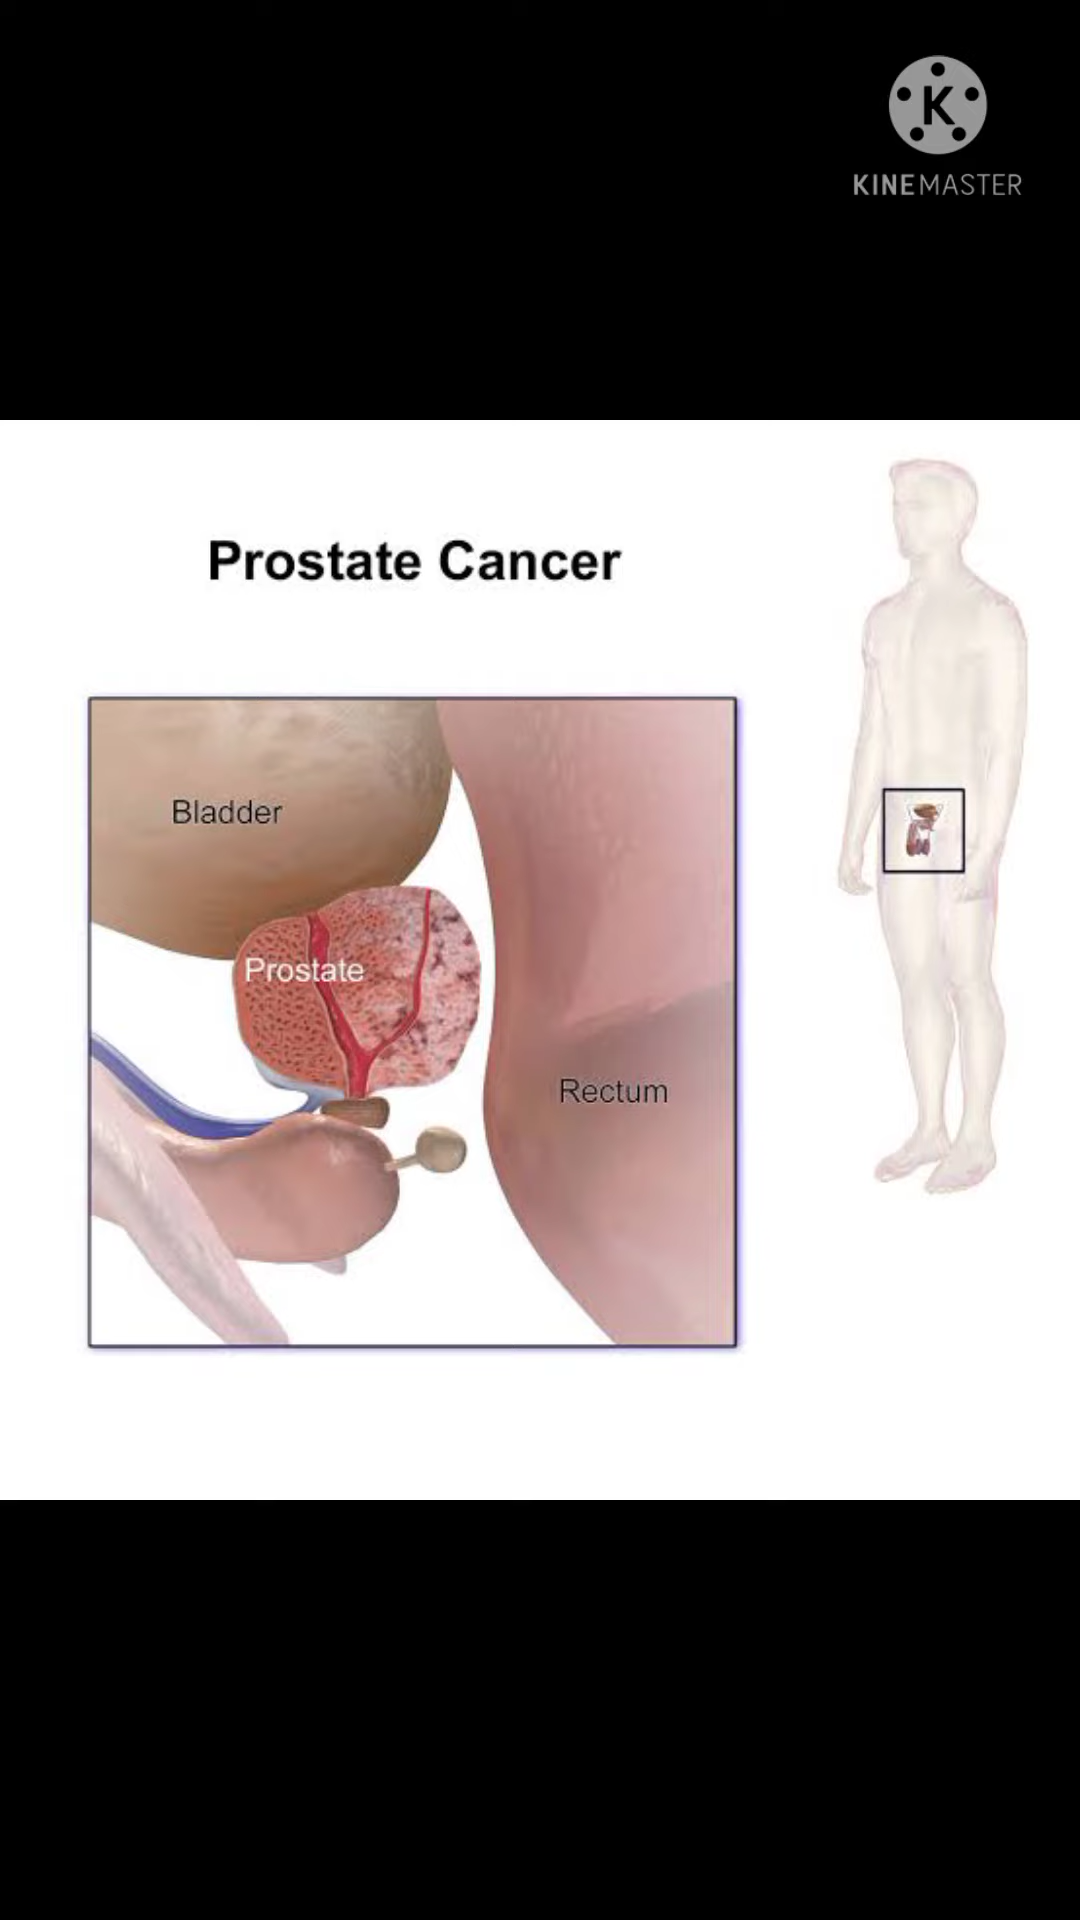 K
KINEMASTER
Prostate Cancer
Bladder
Prostate
Rectum